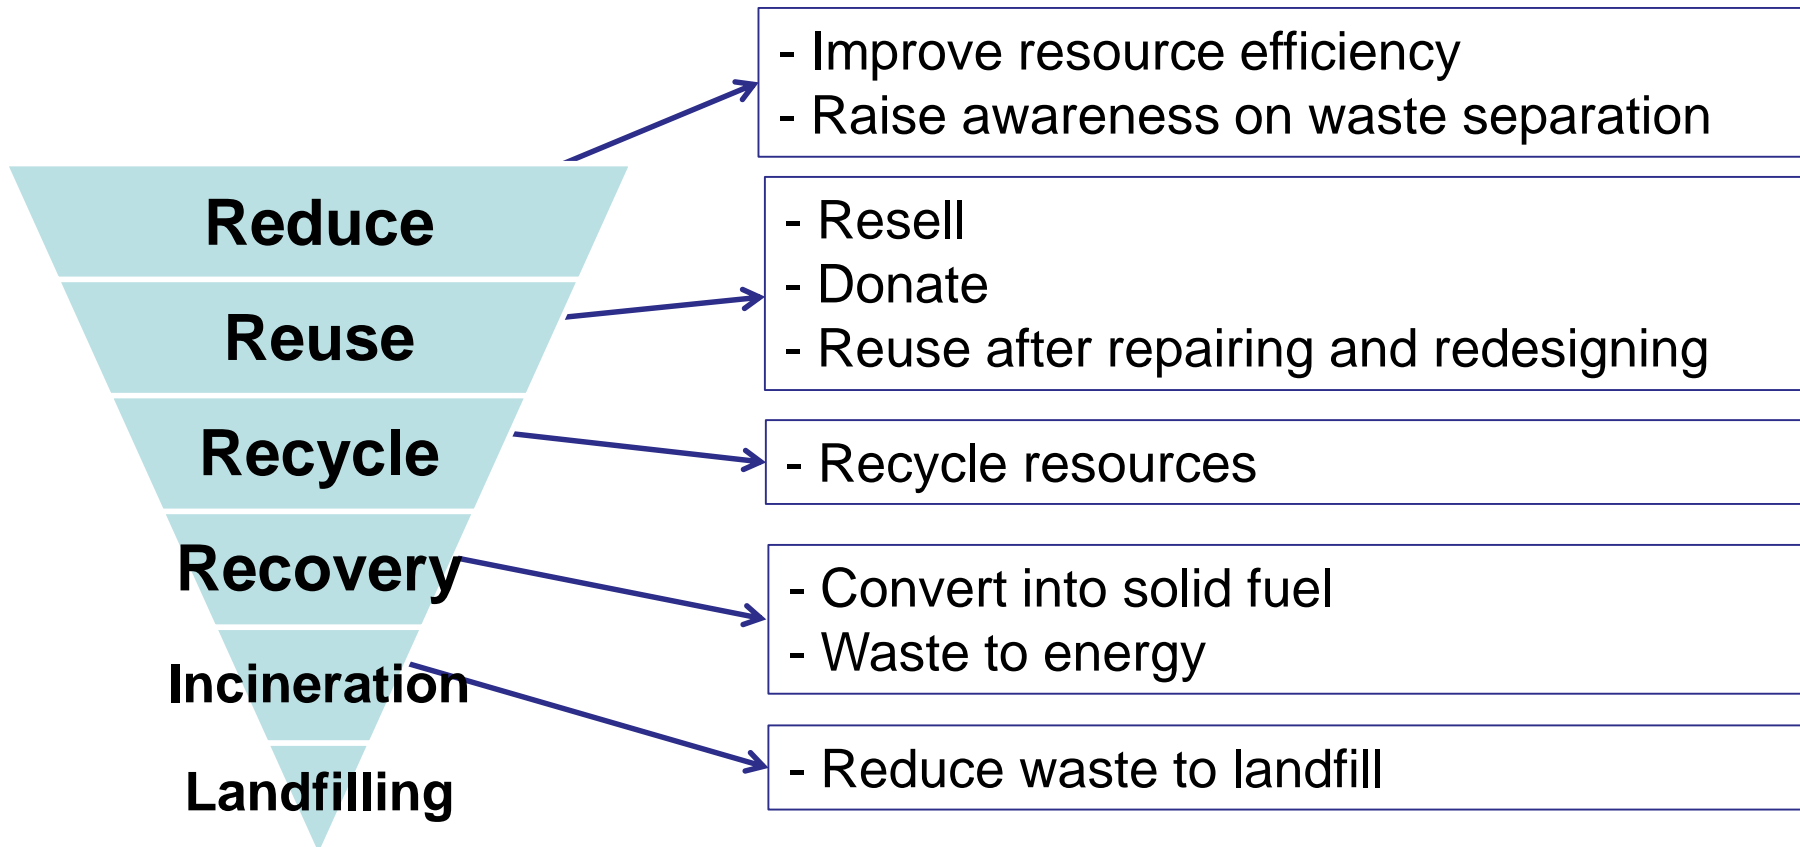 - Improve resource efficiency
- Raise awareness on waste separation
Reduce
- Resell
- Donate
- Reuse after repairing and redesigning
Reuse
Recycle
- Recycle resources
Recovery
- Convert into solid fuel
- Waste to energy
Incineration
- Reduce waste to landfill
Landfilling